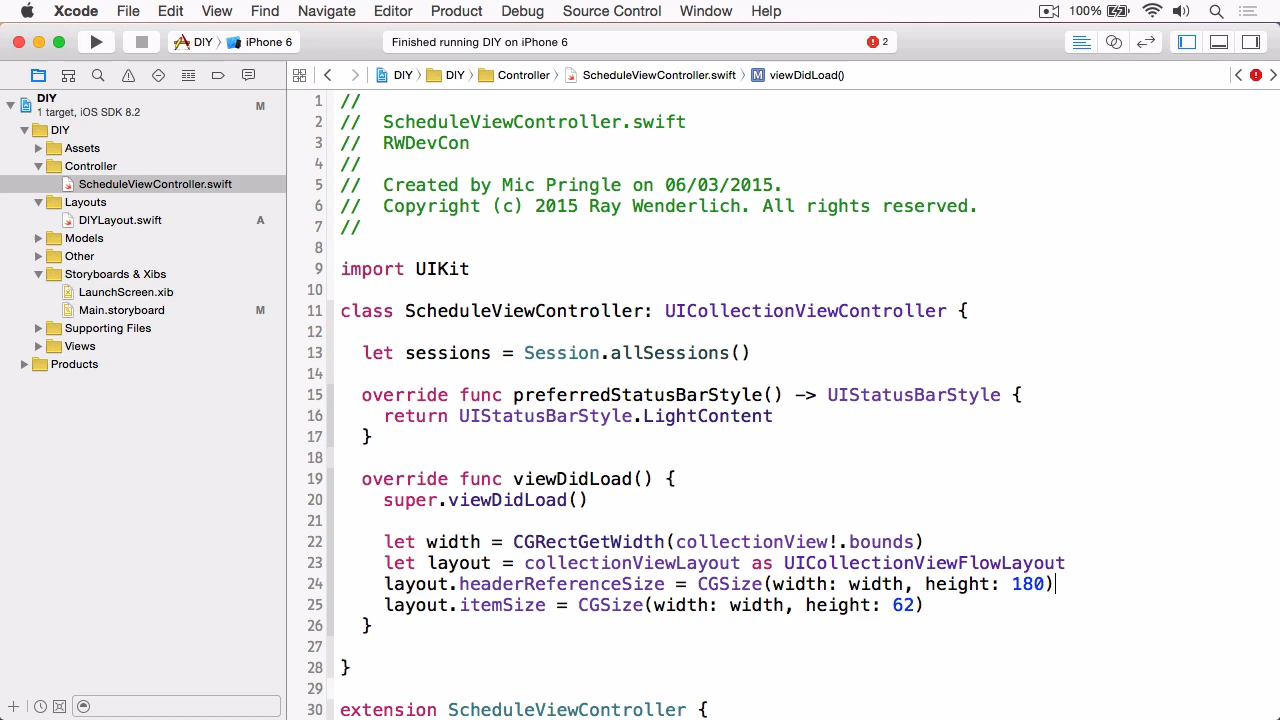 Xcode File Edit View Find Navigate Editor Product Debug Source Control Window Help 100%
DIY iPhone 6 Finished running DIY on iPhone 6 2
DIY DIY Controller ScheduleViewController.swift M viewDidLoad()
DIY
1 target, iOS SDK 8.2 M
DIY
Assets
Controller
ScheduleViewController.swift
Layouts
DIYLayout.swift A
Models
Other
Storyboards & Xibs
LaunchScreen.xib
Main.storyboard M
Supporting Files
Views
Products
1 //
2 // ScheduleViewController.swift
3 // RWDevCon
4 //
5 // Created by Mic Pringle on 06/03/2015.
6 // Copyright (c) 2015 Ray Wenderlich. All rights reserved.
7 //
8
9 import UIKit
10
11 class ScheduleViewController: UICollectionViewController {
12
13 let sessions = Session.allSessions()
14
15 override func preferredStatusBarStyle() -> UIStatusBarStyle {
16 return UIStatusBarStyle.LightContent
17 }
18
19 override func viewDidLoad() {
20 super.viewDidLoad()
21
22 let width = CGRectGetWidth(collectionView!.bounds)
23 let layout = collectionViewLayout as UICollectionViewFlowLayout
24 layout.headerReferenceSize = CGSize(width: width, height: 180)
25 layout.itemSize = CGSize(width: width, height: 62)
26 }
27
28 }
29
30 extension ScheduleViewController {